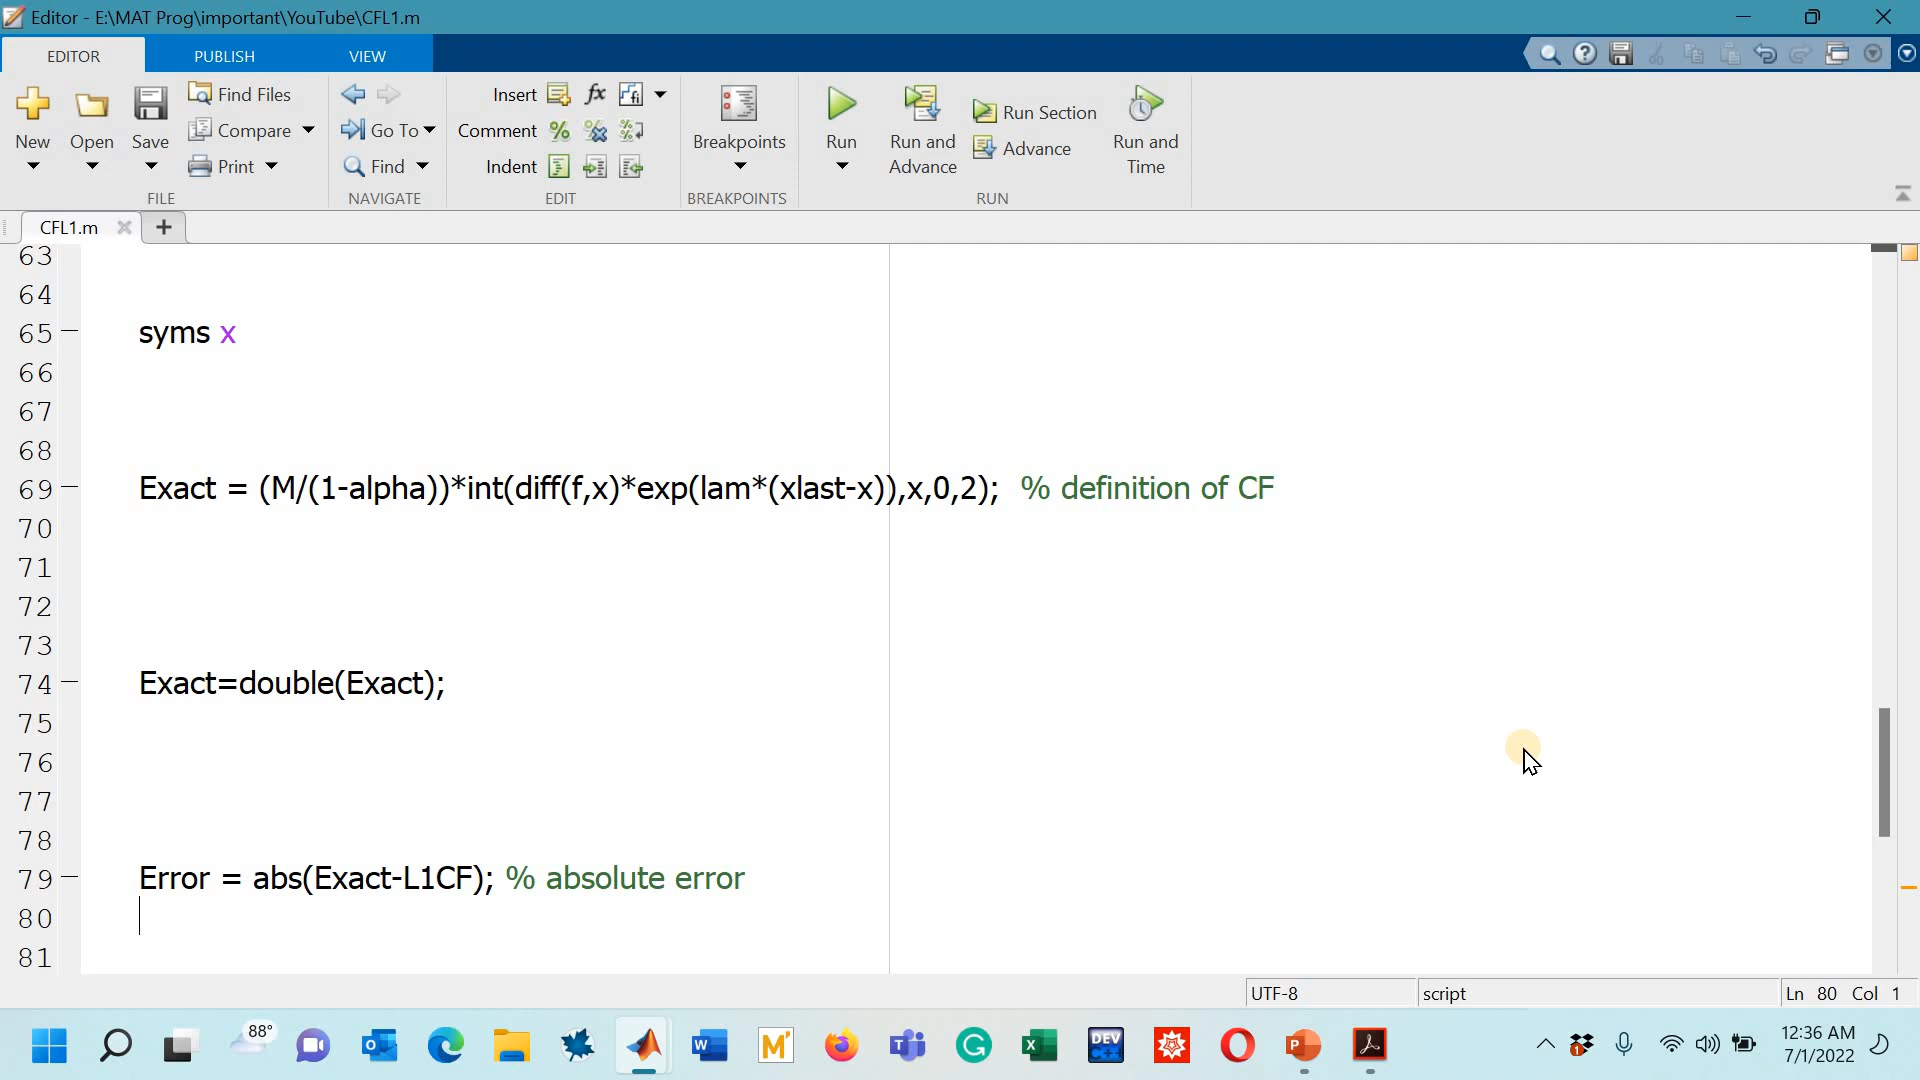 Editor - E:\MAT Prog\important\YouTube\CFL1.m
EDITOR PUBLISH VIEW
New Open Save Find Files Compare Print
FILE
Go To Find
NAVIGATE
Insert fx
Comment
Indent
EDIT
Breakpoints
BREAKPOINTS
Run Run and Advance Run Section Advance Run and Time
RUN
CFL1.m
63
64
65 syms x
66
67
68
69 Exact = (M/(1-alpha))*int(diff(f,x)*exp(lam*(xlast-x)),x,0,2); % definition of CF
70
71
72
73
74 Exact=double(Exact);
75
76
77
78
79 Error = abs(Exact-L1CF); % absolute error
80
81
UTF-8 script Ln 80 Col 1
88°
DEV C++
12:36 AM
7/1/2022